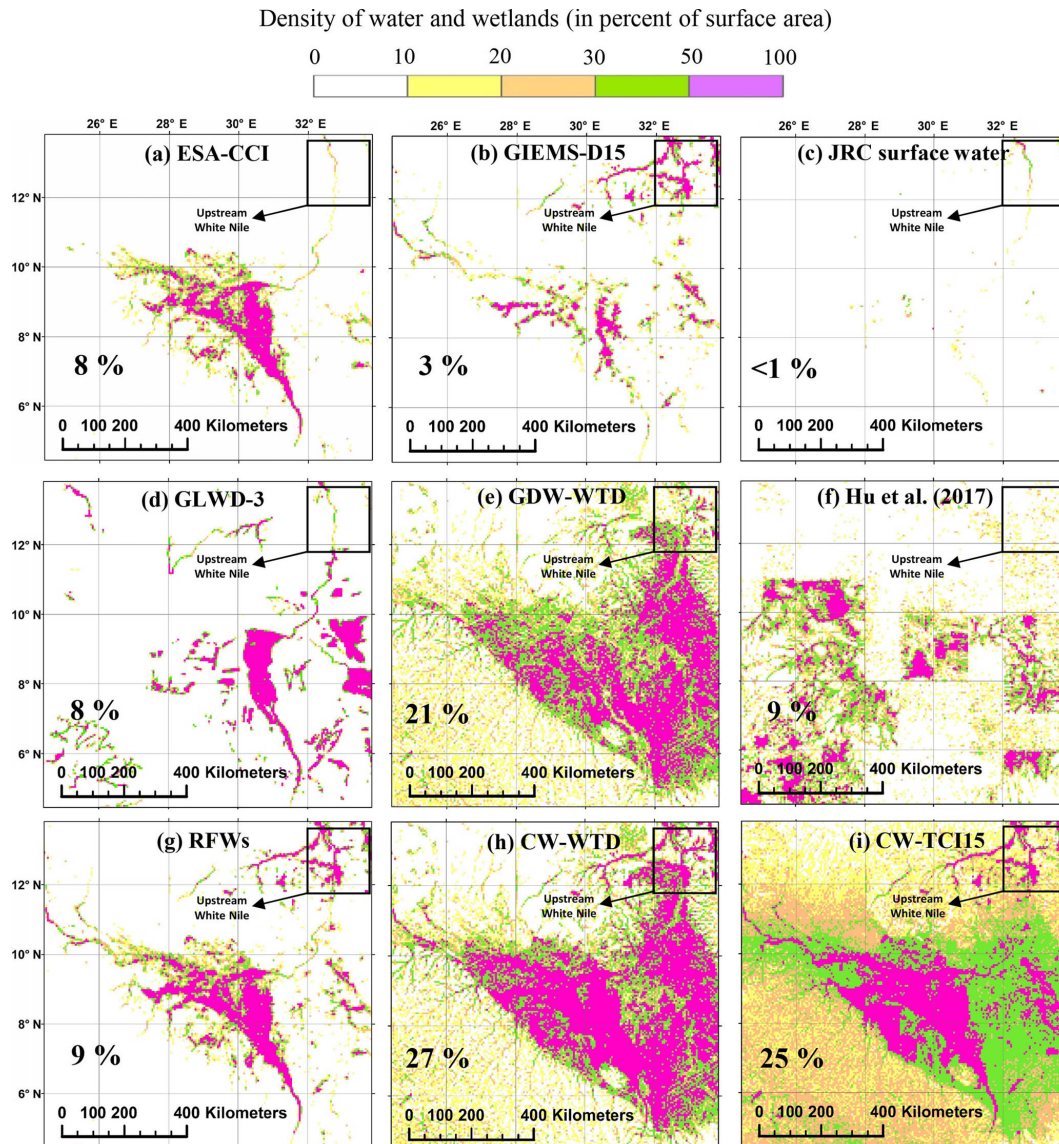 Density of water and wetlands (in percent of surface area)
0 10 20 30 50 100
26° E 28° E 30° E 32° E 26° E 28° E 30° E 32° E 26° E 28° E 30° E 32° E
(a) ESA-CCI
12° N
Upstream
White Nile
10° N
8° N
8 %
6° N
0 100 200 400 Kilometers
(b) GIEMS-D15
Upstream
White Nile
3 %
0 100 200 400 Kilometers
(c) JRC surface water
Upstream
White Nile
<1 %
0 100 200 400 Kilometers
(d) GLWD-3
12° N
Upstream
White Nile
10° N
8° N
8 %
6° N
0 100 200 400 Kilometers
(e) GDW-WTD
Upstream
White Nile
21 %
0 100 200 400 Kilometers
(f) Hu et al. (2017)
Upstream
White Nile
9 %
0 100 200 400 Kilometers
(g) RFWs
12° N
Upstream
White Nile
10° N
8° N
9 %
6° N
0 100 200 400 Kilometers
(h) CW-WTD
Upstream
White Nile
27 %
0 100 200 400 Kilometers
(i) CW-TCI15
Upstream
White Nile
25 %
0 100 200 400 Kilometers